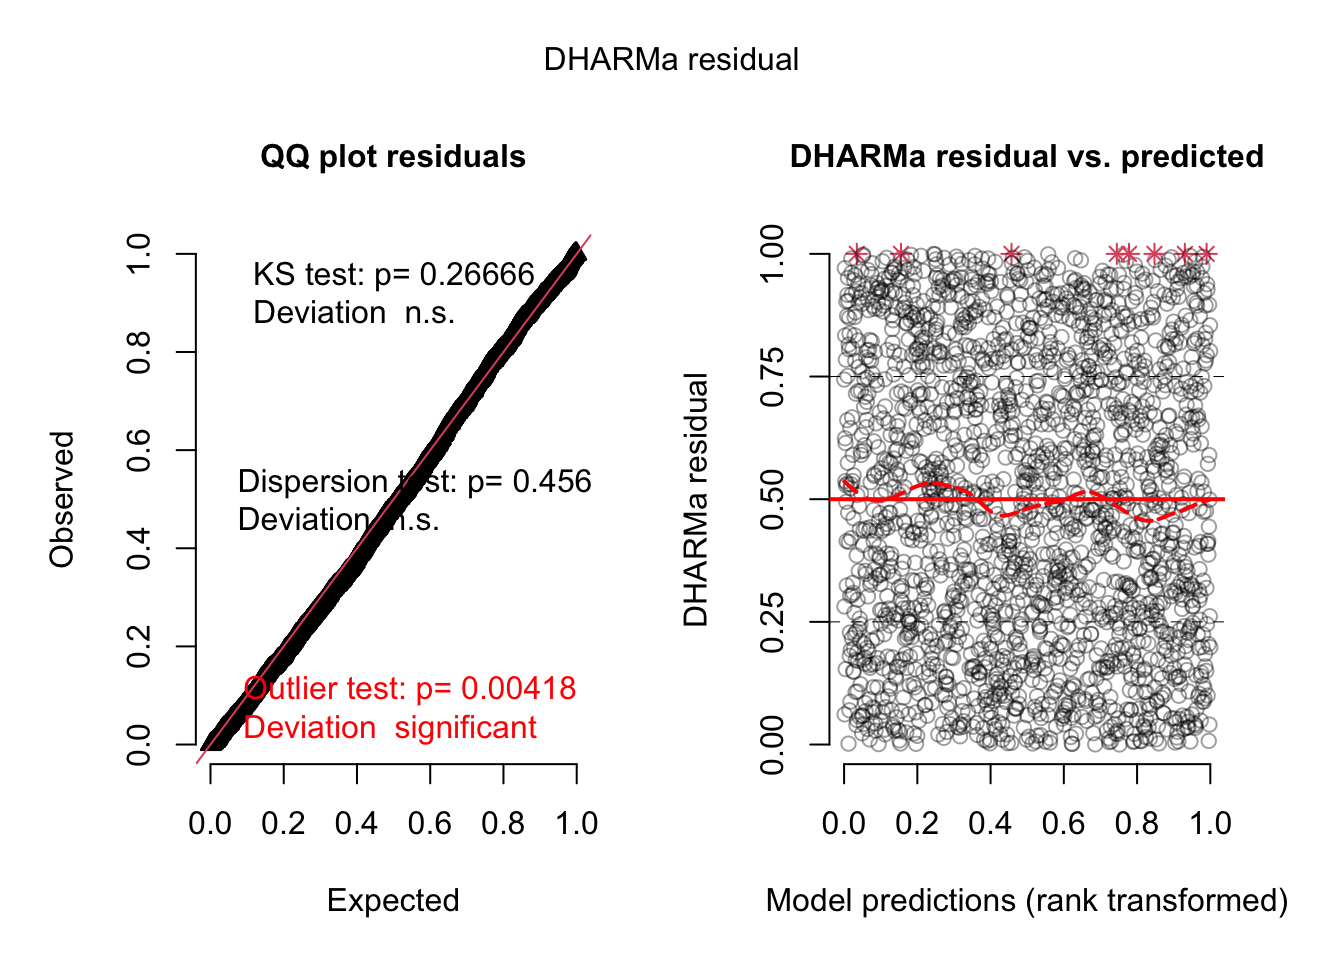 DHARMa residual
QQ plot residuals
KS test: p= 0.26666
Deviation  n.s.
Dispersion test: p= 0.456
Deviation n.s.
Outlier test: p= 0.00418
Deviation  significant
Observed
0.0 0.2 0.4 0.6 0.8 1.0
0.0 0.2 0.4 0.6 0.8 1.0
Expected
DHARMa residual vs. predicted
DHARMa residual
0.00 0.25 0.50 0.75 1.00
0.0 0.2 0.4 0.6 0.8 1.0
Model predictions (rank transformed)